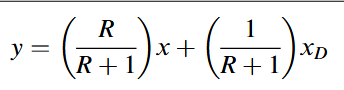 y = (R/(R + 1))x + (1/(R + 1))x_D